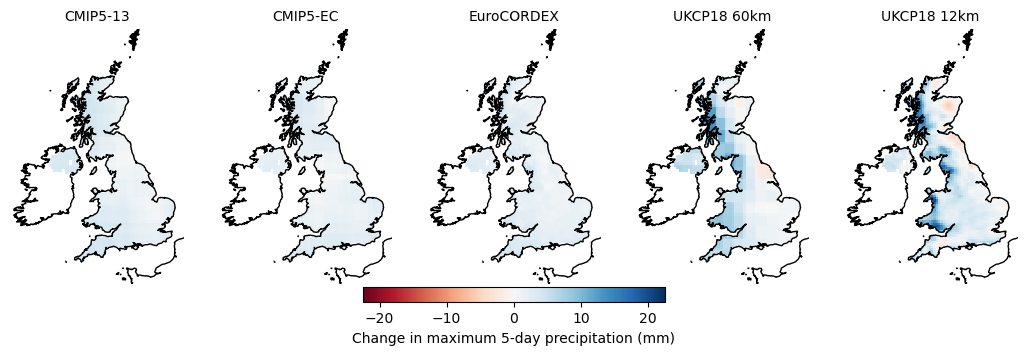 CMIP5-13 CMIP5-EC EuroCORDEX UKCP18 60km UKCP18 12km
−20 −10 0 10 20
Change in maximum 5-day precipitation (mm)